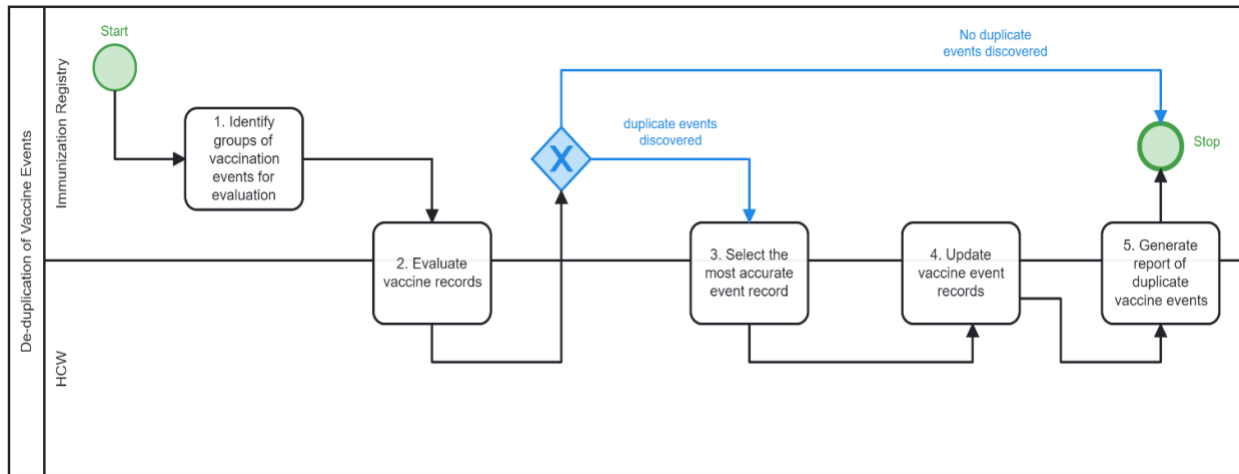 De-duplication of Vaccine Events
Immunization Registry
HCW
Start
1. Identify
groups of
vaccination
events for
evaluation
2. Evaluate
vaccine records
X
No duplicate
events discovered
duplicate events
discovered
3. Select the
most accurate
event record
4. Update
vaccine event
records
5. Generate
report of
duplicate
vaccine events
Stop